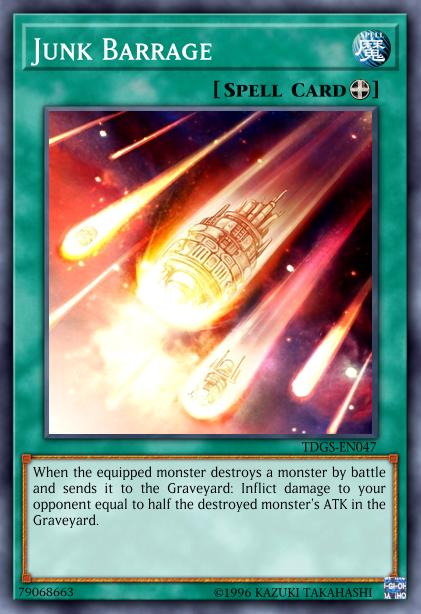 JUNK BARRAGE
SPELL
魔
[SPELL CARD]
TDGS-EN047
When the equipped monster destroys a monster by battle
and sends it to the Graveyard: Inflict damage to your
opponent equal to half the destroyed monster's ATK in the
Graveyard.
79068663
©1996 KAZUKI TAKAHASHI